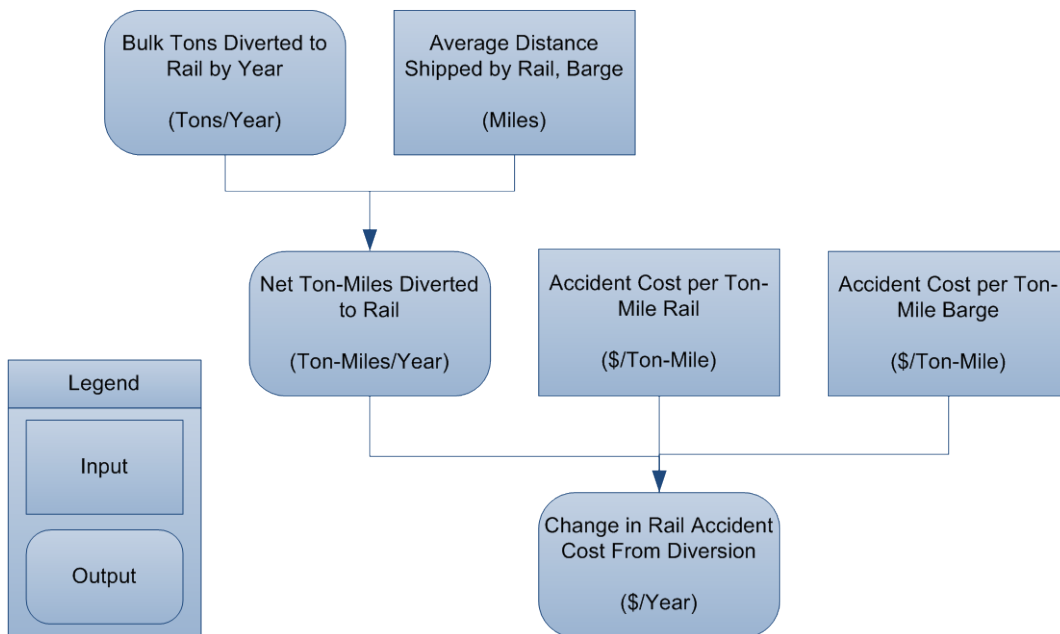 Bulk Tons Diverted to
Rail by Year
(Tons/Year)
Average Distance
Shipped by Rail, Barge
(Miles)
Net Ton-Miles Diverted
to Rail
(Ton-Miles/Year)
Accident Cost per Ton-
Mile Rail
($/Ton-Mile)
Accident Cost per Ton-
Mile Barge
($/Ton-Mile)
Legend
Input
Output
Change in Rail Accident
Cost From Diversion
($/Year)